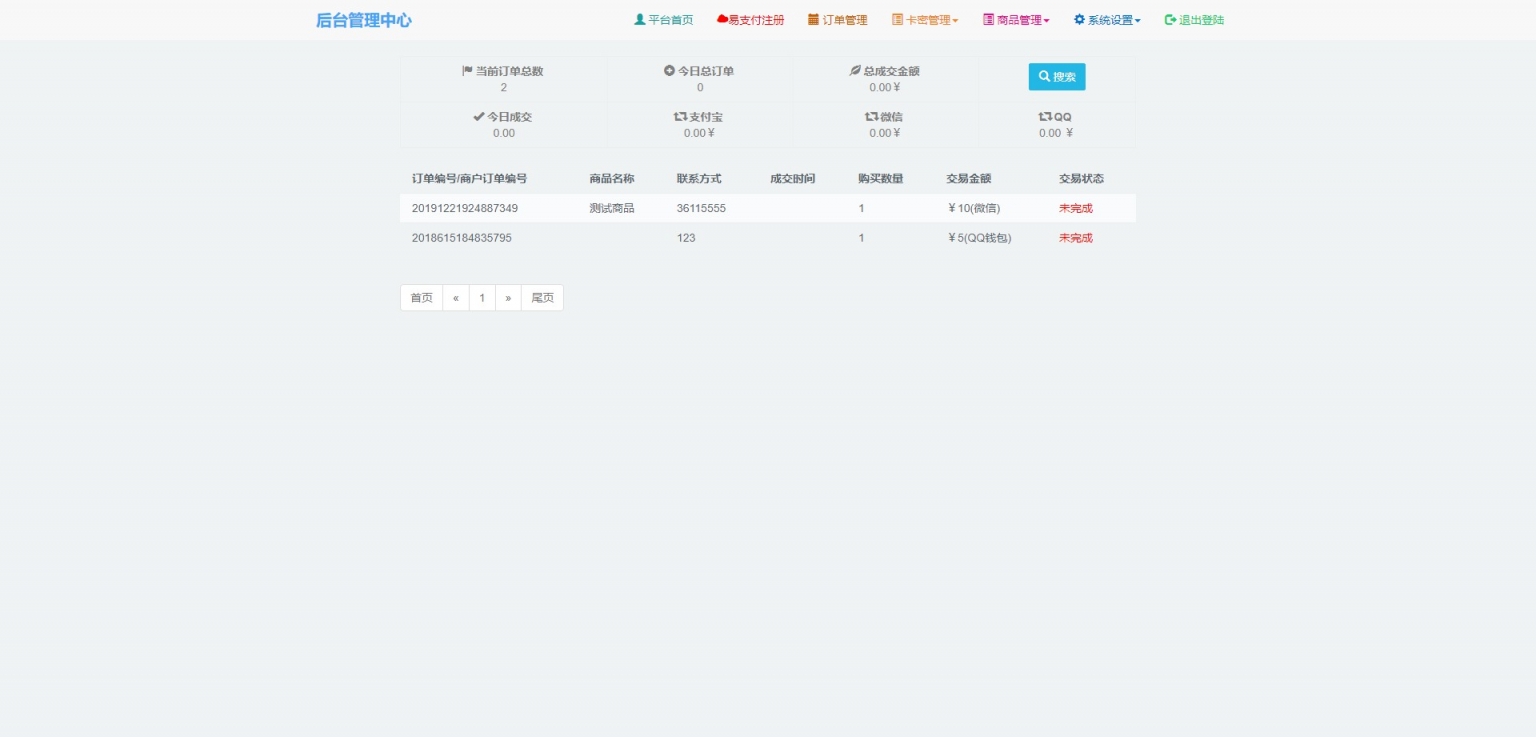 后台管理中心 平台首页 易支付注册 订单管理 卡密管理 商品管理 系统设置 退出登陆
当前订单总数 今日总订单 总成交金额 搜索
2 0 0.00¥
今日成交 支付宝 微信 QQ
0.00 0.00¥ 0.00¥ 0.00 ¥
订单编号/商户订单编号 商品名称 联系方式 成交时间 购买数量 交易金额 交易状态
20191221924887349 测试商品 36115555 1 ¥10(微信) 未完成
2018615184835795 123 1 ¥5(QQ钱包) 未完成
首页 « 1 » 尾页